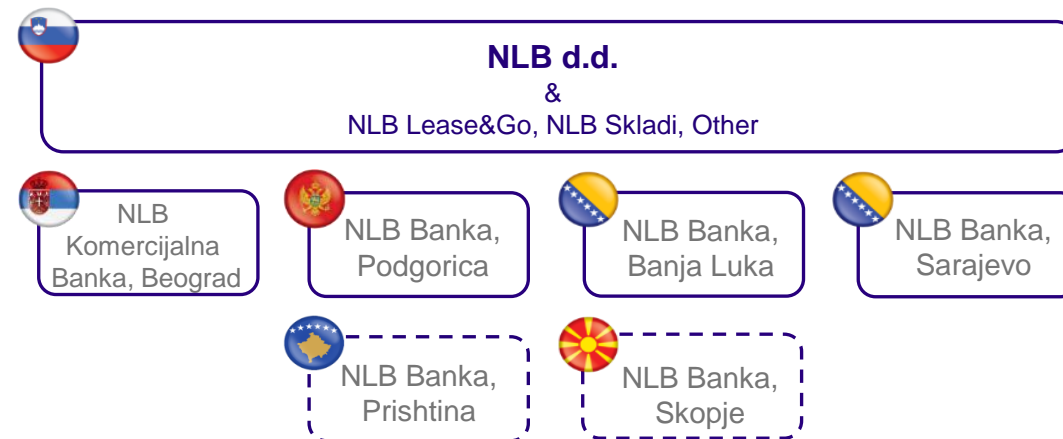 NLB d.d.
&
NLB Lease&Go, NLB Skladi, Other
NLB
Komercijalna
Banka, Beograd
NLB Banka,
Podgorica
NLB Banka,
Banja Luka
NLB Banka,
Sarajevo
NLB Banka,
Prishtina
NLB Banka,
Skopje